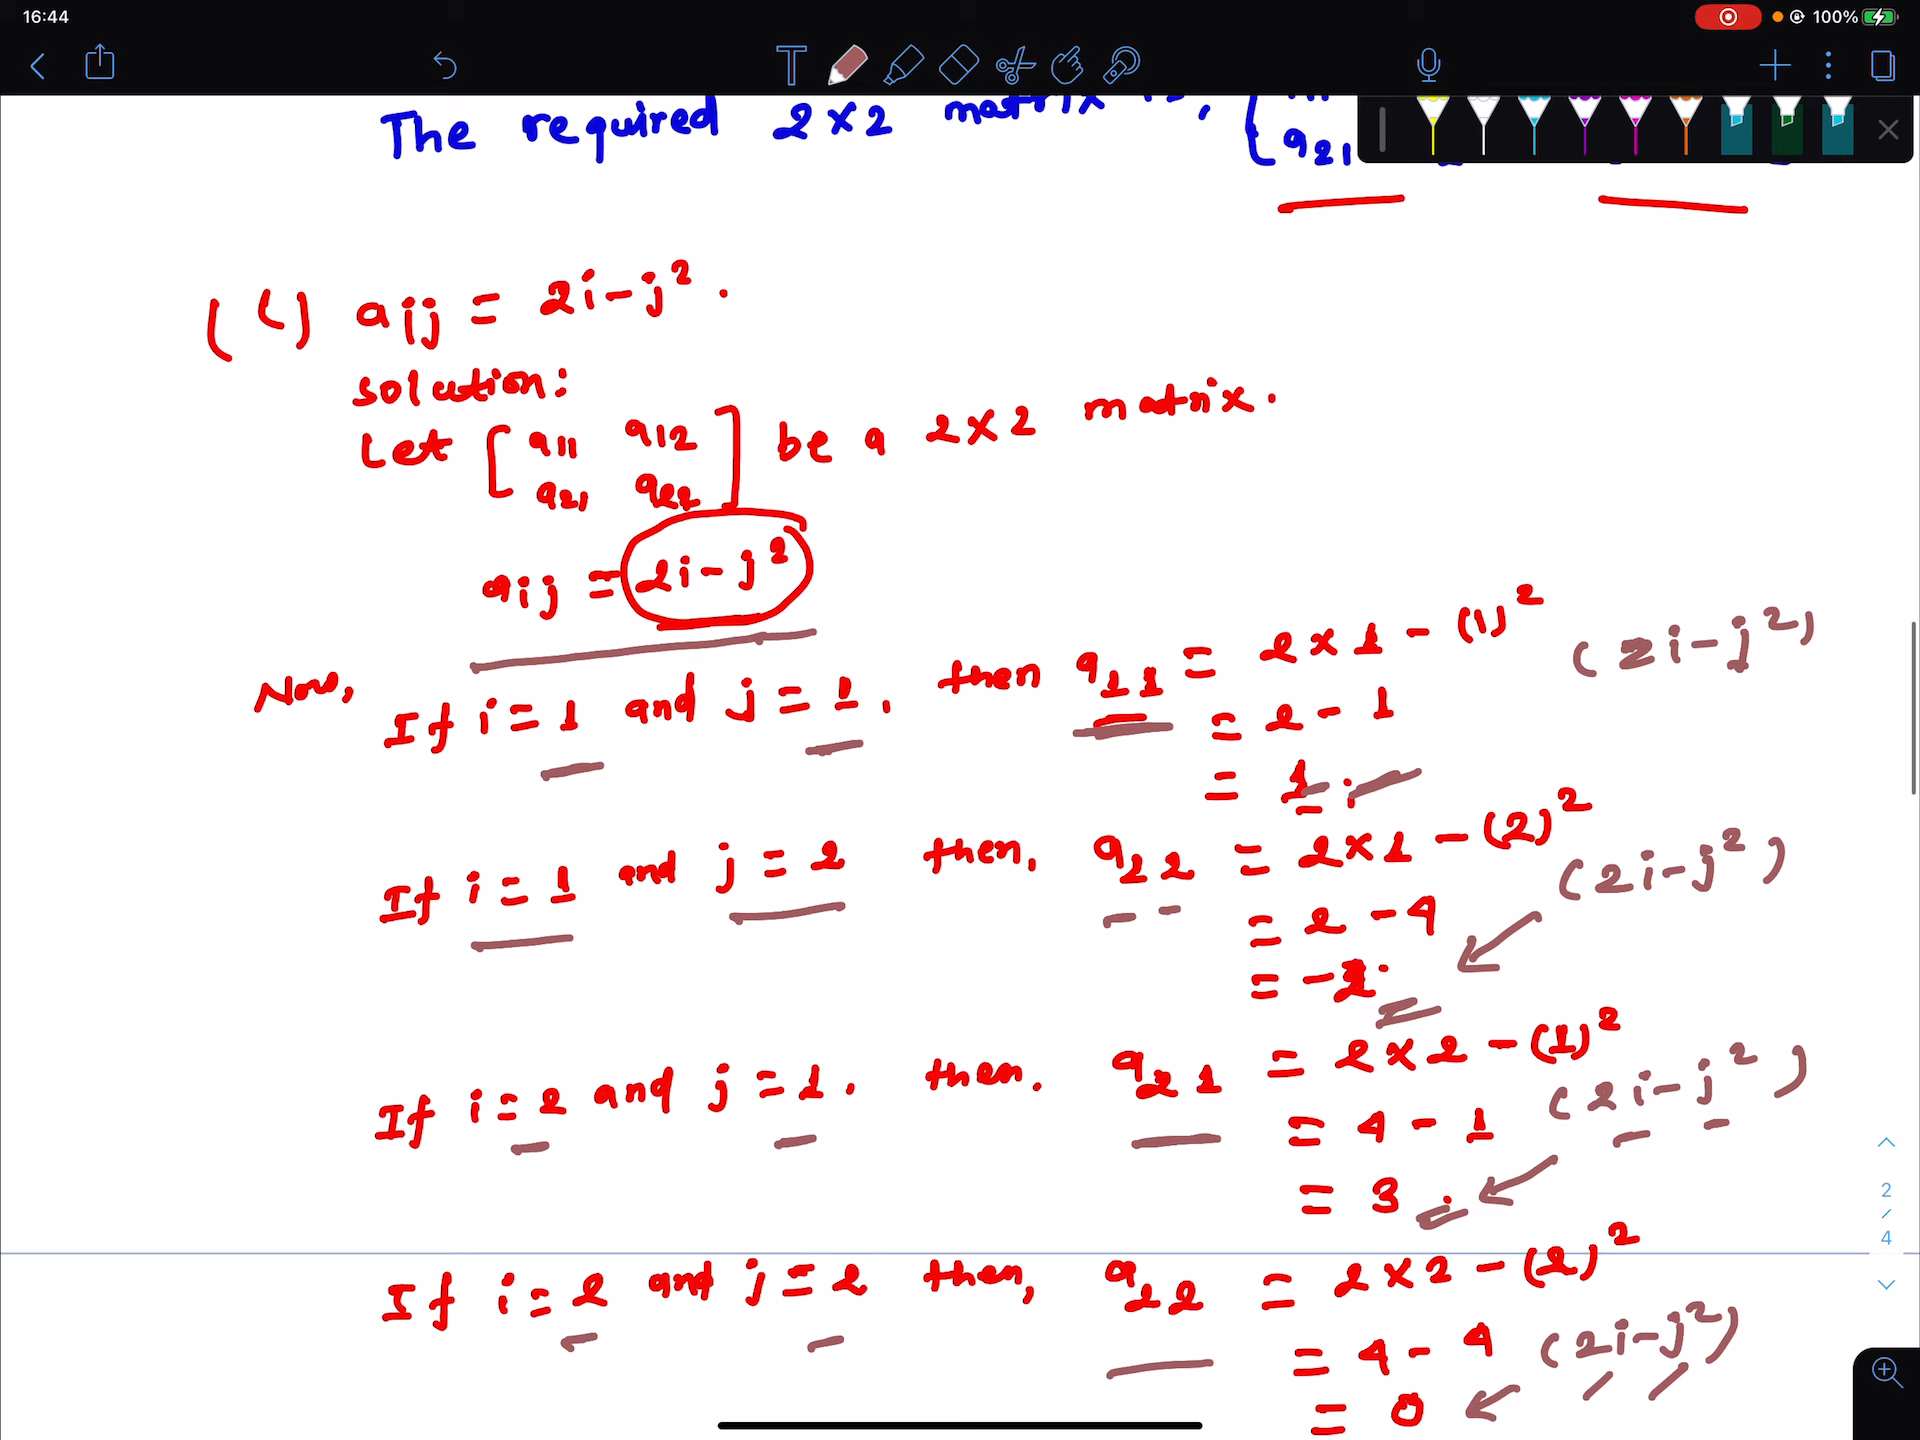 16:44
100%
The required 2×2 matrix
a21
(c) aij = 2i-j².
Solution:
Let [ a11 a12 ] be a 2×2 matrix.
a21 a22
aij = 2i-j²
Now,
If i = 1 and j = 1, then a11 = 2×1 - (1)² (2i-j²)
= 2 - 1
= 1.
If i = 1 and j = 2 then, a12 = 2×1 - (2)² (2i-j²)
= 2 - 4
= -2.
If i = 2 and j = 1, then, a21 = 2×2 - (1)²
= 4 - 1 (2i-j²)
= 3.
If i = 2 and j = 2 then, a22 = 2×2 - (2)²
= 4 - 4 (2i-j²)
= 0
2
/
4